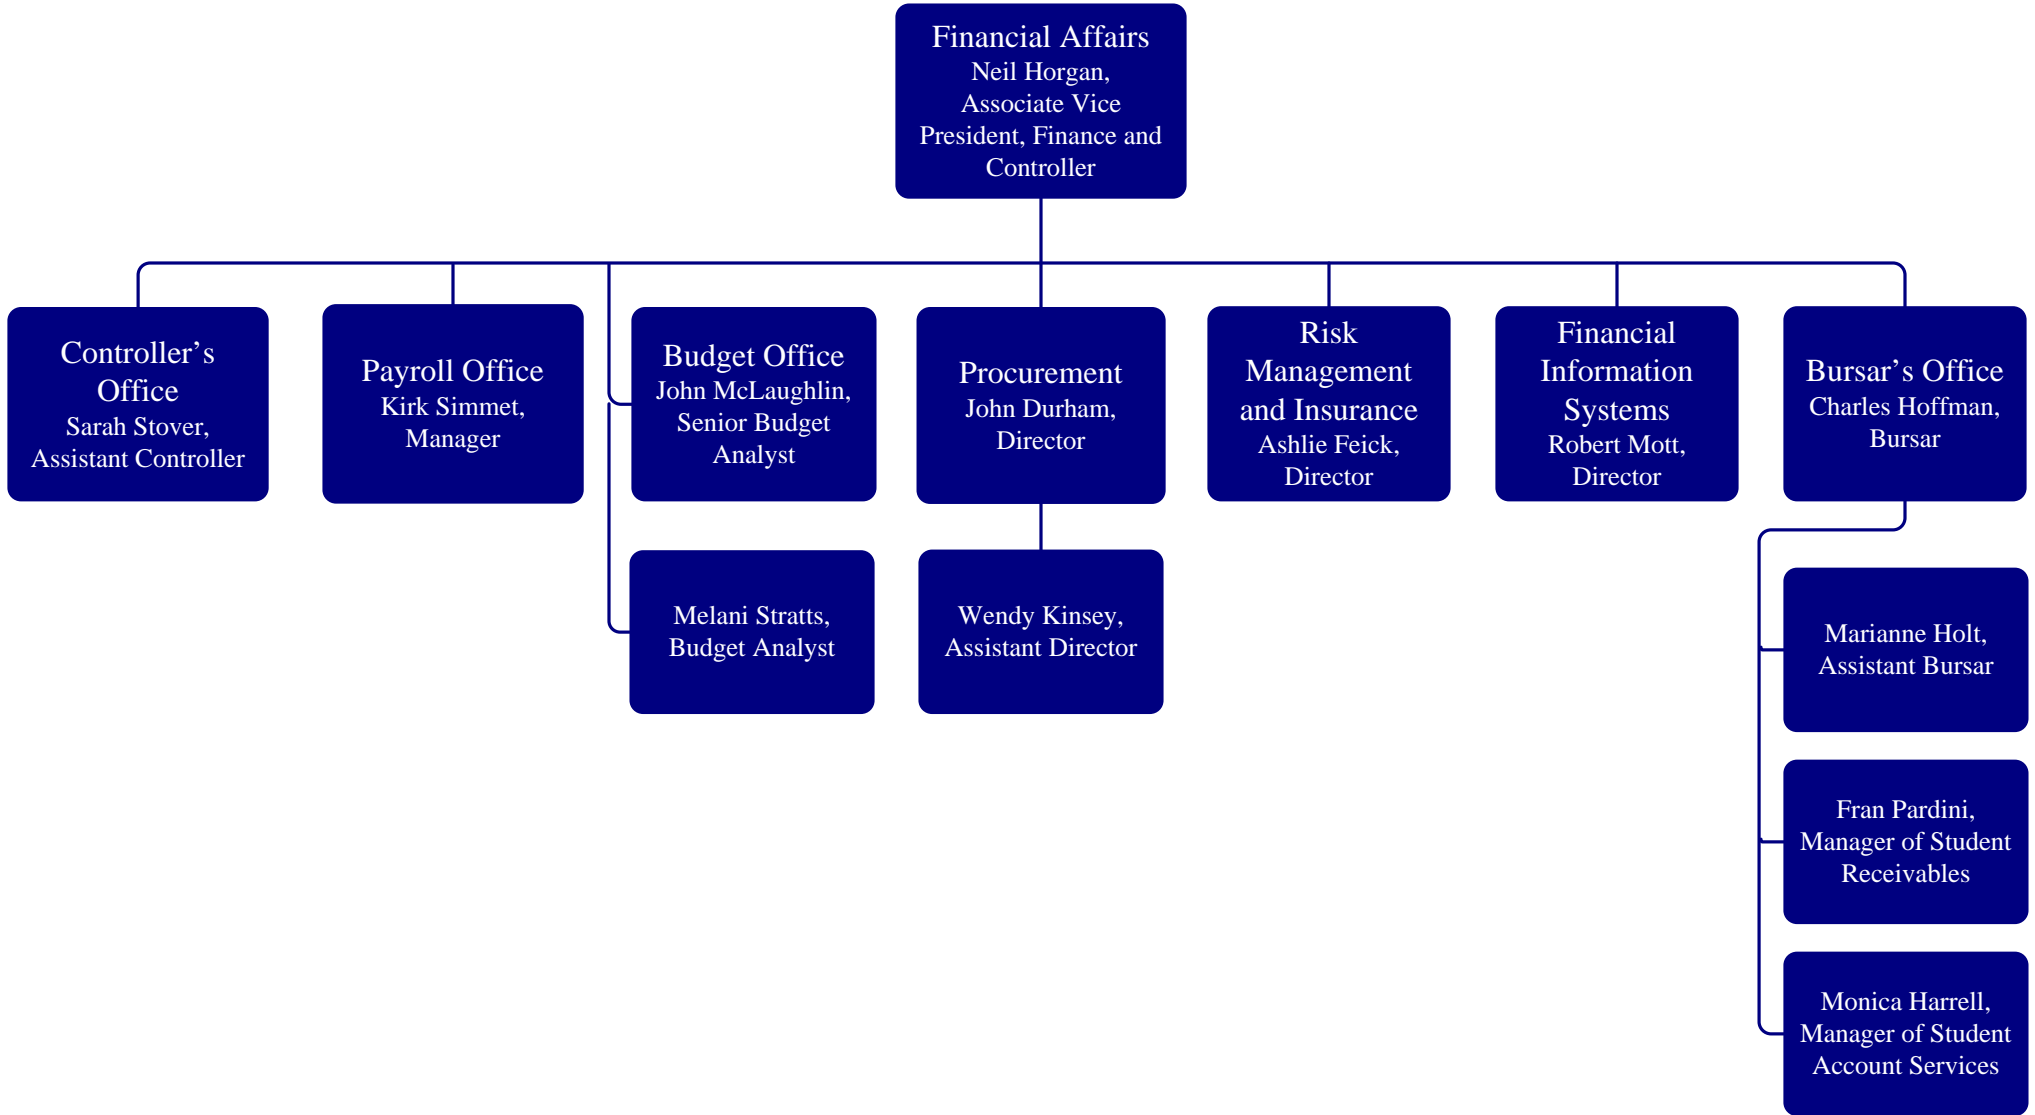 Financial Affairs
Neil Horgan,
Associate Vice
President, Finance and
Controller
Controller’s
Office
Sarah Stover,
Assistant Controller
Payroll Office
Kirk Simmet,
Manager
Budget Office
John McLaughlin,
Senior Budget
Analyst
Procurement
John Durham,
Director
Risk
Management
and Insurance
Ashlie Feick,
Director
Financial
Information
Systems
Robert Mott,
Director
Bursar’s Office
Charles Hoffman,
Bursar
Melani Stratts,
Budget Analyst
Wendy Kinsey,
Assistant Director
Marianne Holt,
Assistant Bursar
Fran Pardini,
Manager of Student
Receivables
Monica Harrell,
Manager of Student
Account Services